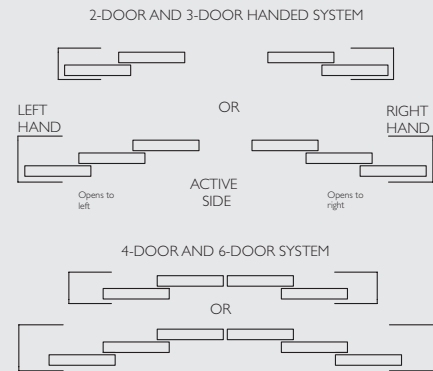 2-DOOR AND 3-DOOR HANDED SYSTEM
OR
LEFT
HAND
RIGHT
HAND
Opens to
left
ACTIVE
SIDE
Opens to
right
4-DOOR AND 6-DOOR SYSTEM
OR